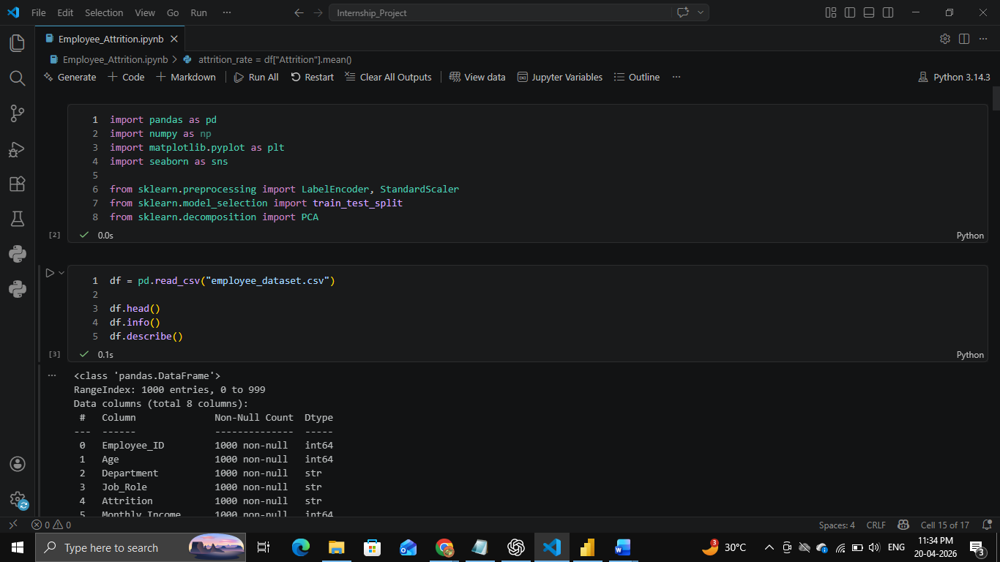 File Edit Selection View Go Run ··· Internship_Project
Employee_Attrition.ipynb
Employee_Attrition.ipynb > attrition_rate = df["Attrition"].mean()
Generate + Code + Markdown Run All Restart Clear All Outputs View data Jupyter Variables Outline ··· Python 3.14.3
1 import pandas as pd
2 import numpy as np
3 import matplotlib.pyplot as plt
4 import seaborn as sns
5
6 from sklearn.preprocessing import LabelEncoder, StandardScaler
7 from sklearn.model_selection import train_test_split
8 from sklearn.decomposition import PCA
[2] 0.0s Python
1 df = pd.read_csv("employee_dataset.csv")
2
3 df.head()
4 df.info()
5 df.describe()
[3] 0.1s Python
··· <class 'pandas.DataFrame'>
RangeIndex: 1000 entries, 0 to 999
Data columns (total 8 columns):
# Column Non-Null Count Dtype
--- ------ -------------- -----
0 Employee_ID 1000 non-null int64
1 Age 1000 non-null int64
2 Department 1000 non-null str
3 Job_Role 1000 non-null str
4 Attrition 1000 non-null str
5 Monthly_Income 1000 non-null int64
0 0 Spaces: 4 CRLF Cell 15 of 17
Type here to search 3 30°C ENG 11:34 PM
20-04-2026 3